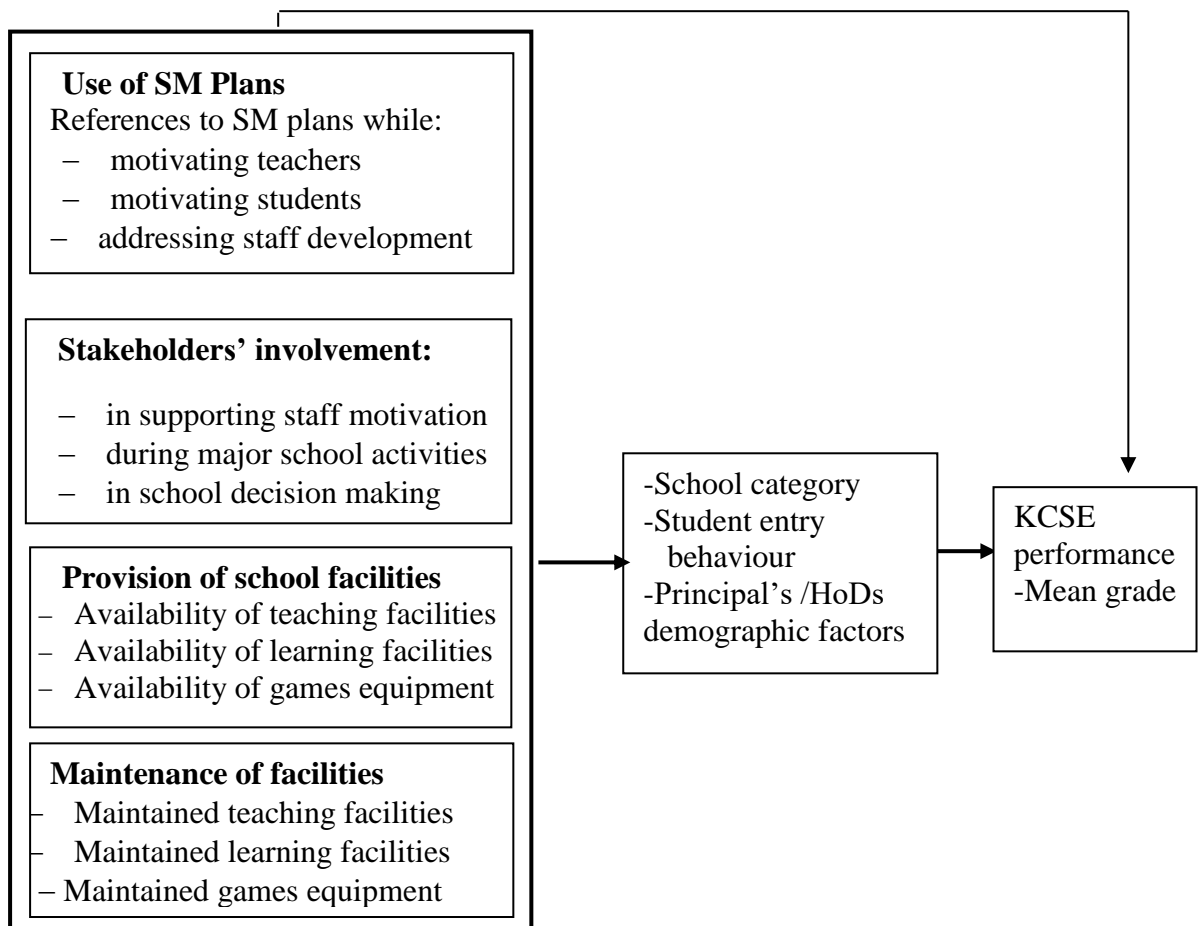 Use of SM Plans
References to SM plans while:
– motivating teachers
– motivating students
– addressing staff development
Stakeholders’ involvement:
– in supporting staff motivation
– during major school activities
– in school decision making
Provision of school facilities
– Availability of teaching facilities
– Availability of learning facilities
– Availability of games equipment
Maintenance of facilities
– Maintained teaching facilities
– Maintained learning facilities
– Maintained games equipment
-School category
-Student entry
behaviour
-Principal’s /HoDs
demographic factors
KCSE
performance
-Mean grade